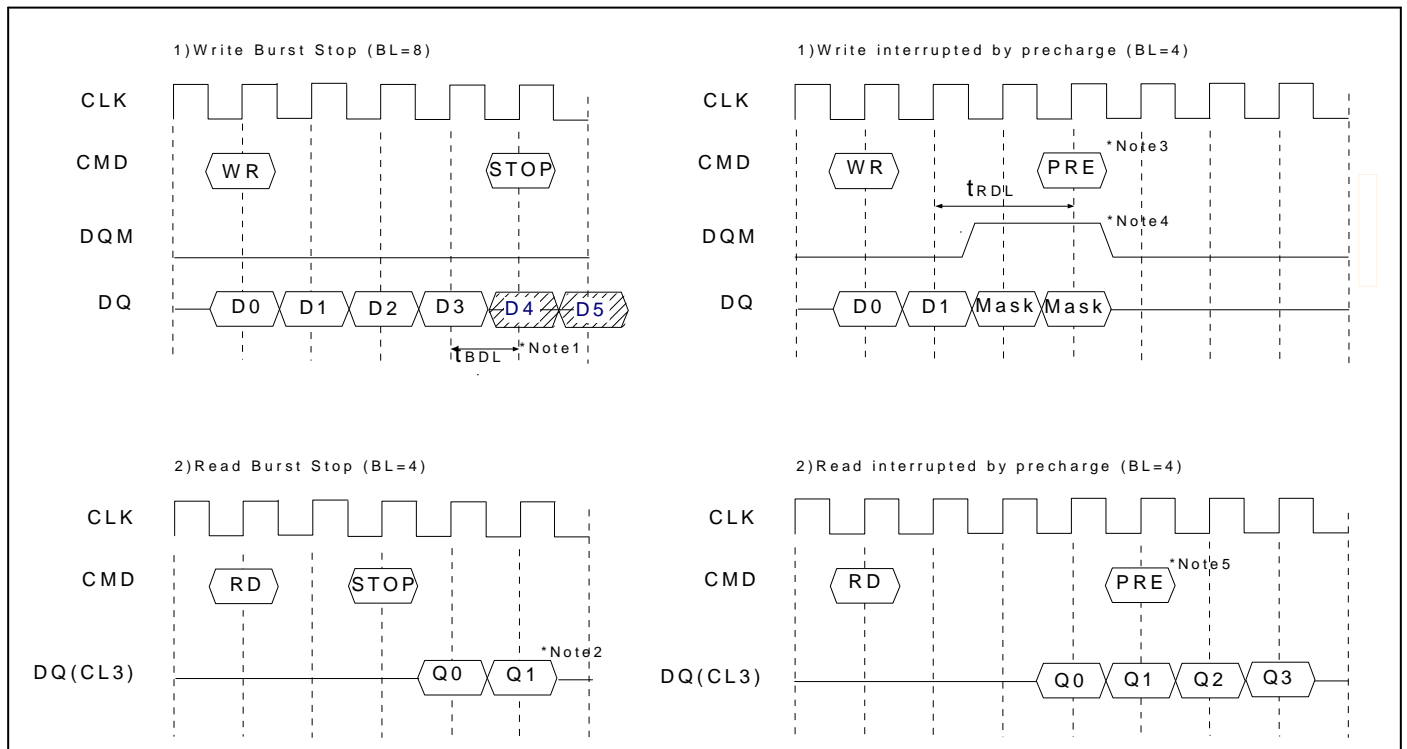 1)Write Burst Stop (BL=8)
CLK
CMD
WR
STOP
DQM
DQ
D0
D1
D2
D3
D4
D5
tBDL
*Note1
1)Write interrupted by precharge (BL=4)
CLK
CMD
WR
PRE
*Note3
tRDL
DQM
*Note4
DQ
D0
D1
Mask
Mask
2)Read Burst Stop (BL=4)
CLK
CMD
RD
STOP
*Note2
DQ(CL3)
Q0
Q1
2)Read interrupted by precharge (BL=4)
CLK
CMD
RD
PRE
*Note5
DQ(CL3)
Q0
Q1
Q2
Q3